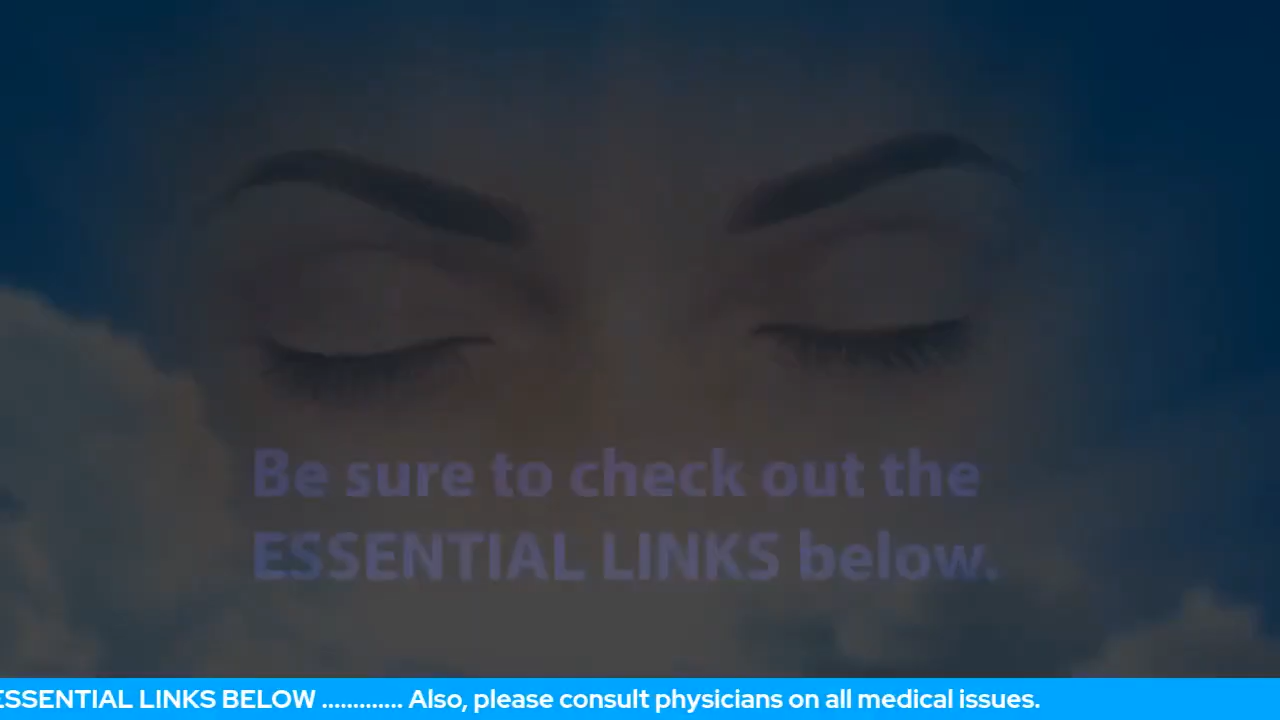 Be sure to check out the
ESSENTIAL LINKS below.
ESSENTIAL LINKS BELOW ............. Also, please consult physicians on all medical issues.